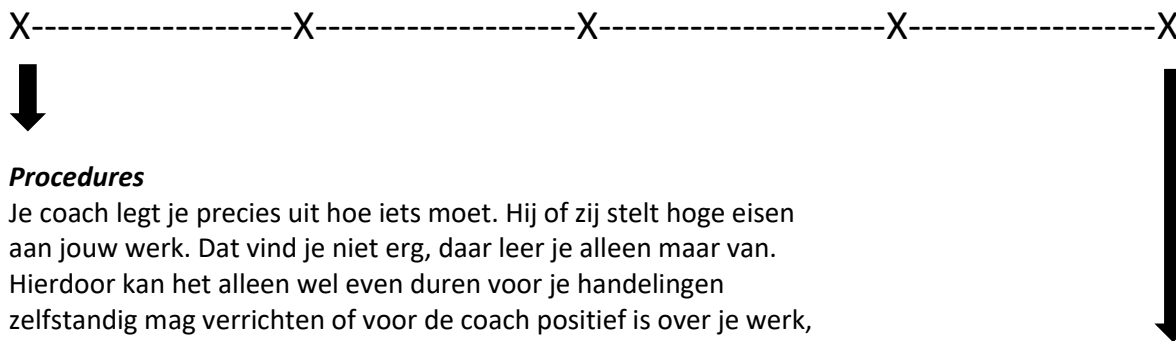 X--------------------X--------------------X----------------------X-------------------X
Procedures
Je coach legt je precies uit hoe iets moet. Hij of zij stelt hoge eisen
aan jouw werk. Dat vind je niet erg, daar leer je alleen maar van.
Hierdoor kan het alleen wel even duren voor je handelingen
zelfstandig mag verrichten of voor de coach positief is over je werk,